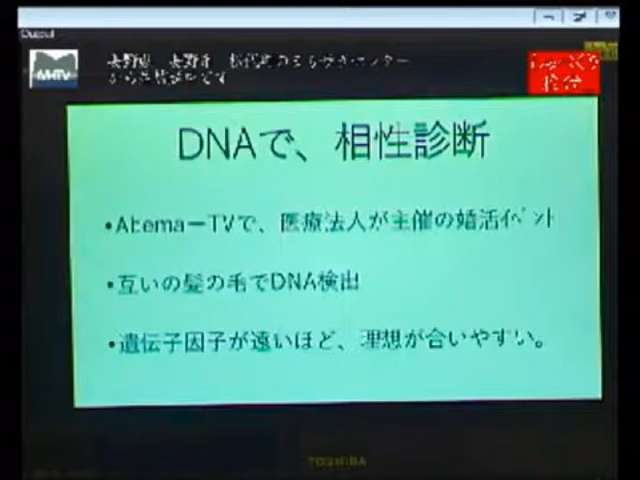 Output
DNAで、相性診断
•Abema－TVで、医療法人が主催の婚活ｲﾍﾞﾝﾄ
•互いの髪の毛でDNA検出
•遺伝子因子が遠いほど、理想が合いやすい。
TOSHIBA